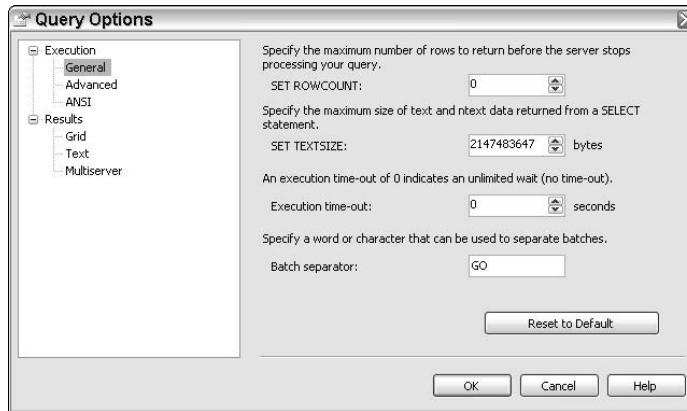 Query Options
Execution
General
Advanced
ANSI
Results
Grid
Text
Multiserver
Specify the maximum number of rows to return before the server stops
processing your query.
SET ROWCOUNT: 0
Specify the maximum size of text and ntext data returned from a SELECT
statement.
SET TEXTSIZE: 2147483647 bytes
An execution time-out of 0 indicates an unlimited wait (no time-out).
Execution time-out: 0 seconds
Specify a word or character that can be used to separate batches.
Batch separator: GO
Reset to Default
OK Cancel Help